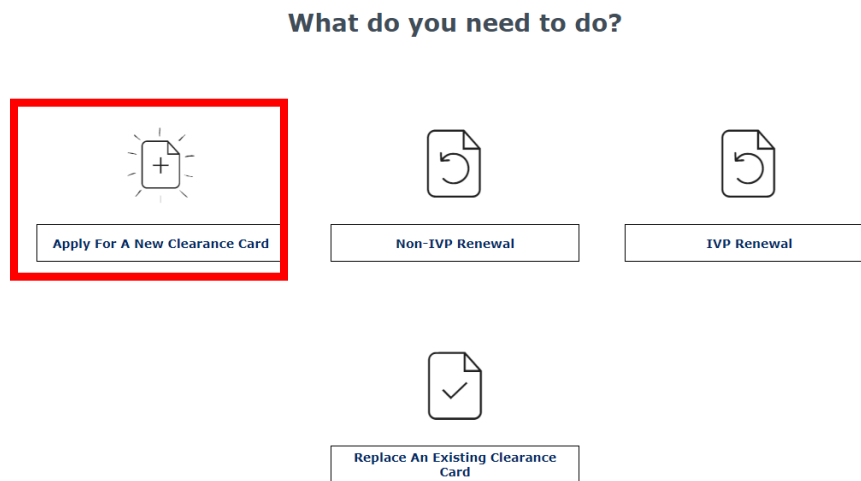 What do you need to do?
Apply For A New Clearance Card
Non-IVP Renewal
IVP Renewal
Replace An Existing Clearance
Card